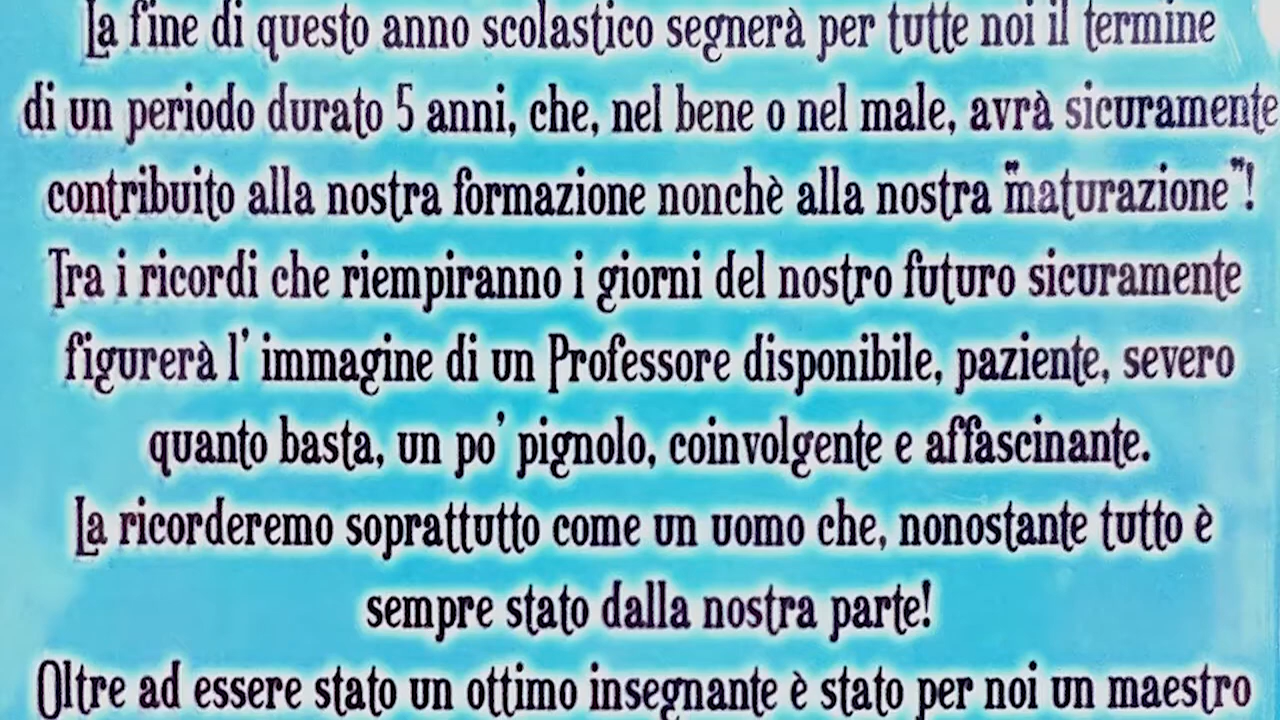 La fine di questo anno scolastico segnerà per tutte noi il termine
di un periodo durato 5 anni, che, nel bene o nel male, avrà sicuramente
contribuito alla nostra formazione nonchè alla nostra "maturazione"!
Tra i ricordi che riempiranno i giorni del nostro futuro sicuramente
figurerà l' immagine di un Professore disponibile, paziente, severo
quanto basta, un po' pignolo, coinvolgente e affascinante.
La ricorderemo soprattutto come un uomo che, nonostante tutto è
sempre stato dalla nostra parte!
Oltre ad essere stato un ottimo insegnante è stato per noi un maestro